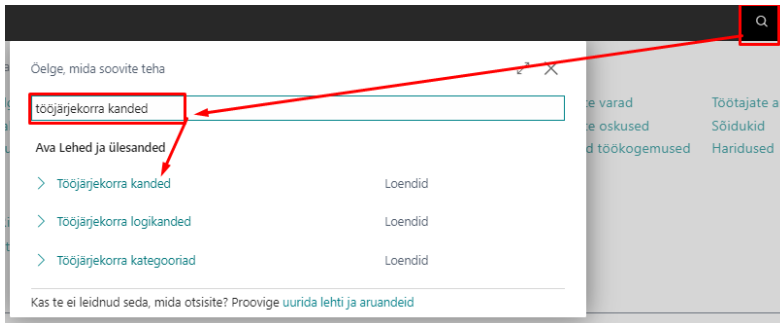 Öelge, mida soovite teha
tööjärjekorra kanded
Ava Lehed ja ülesanded
Tööjärjekorra kanded Loendid
Tööjärjekorra logikanded Loendid
Tööjärjekorra kategooriad Loendid
Kas te ei leidnud seda, mida otsisite? Proovige uurida lehti ja aruandeid
varad Töötajate
oskused Sõidukid
töökogemused Haridused